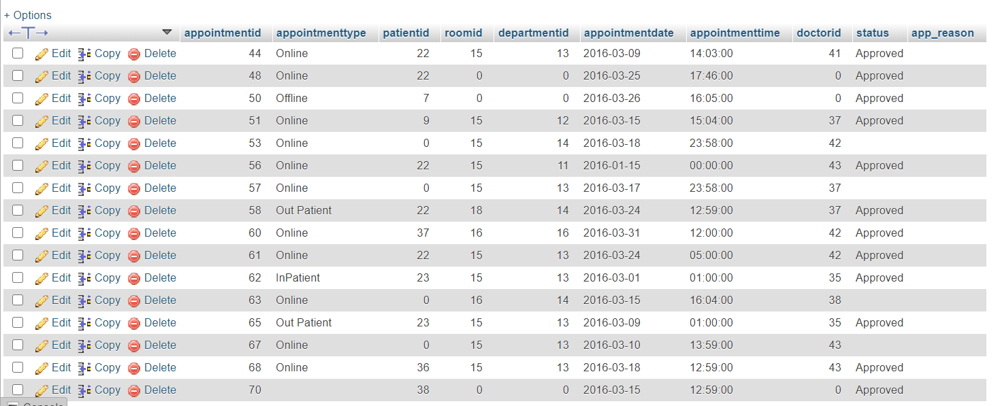 + Options
←T→ appointmentid appointmenttype patientid roomid departmentid appointmentdate appointmenttime doctorid status app_reason
Edit Copy Delete 44 Online 22 15 13 2016-03-09 14:03:00 41 Approved
Edit Copy Delete 48 Online 22 0 0 2016-03-25 17:46:00 0 Approved
Edit Copy Delete 50 Offline 7 0 0 2016-03-26 16:05:00 0 Approved
Edit Copy Delete 51 Online 9 15 12 2016-03-15 15:04:00 37 Approved
Edit Copy Delete 53 Online 0 15 14 2016-03-18 23:58:00 42
Edit Copy Delete 56 Online 22 15 11 2016-01-15 00:00:00 43 Approved
Edit Copy Delete 57 Online 0 15 13 2016-03-17 23:58:00 37
Edit Copy Delete 58 Out Patient 22 18 14 2016-03-24 12:59:00 37 Approved
Edit Copy Delete 60 Online 37 16 16 2016-03-31 12:00:00 42 Approved
Edit Copy Delete 61 Online 22 15 13 2016-03-24 05:00:00 42 Approved
Edit Copy Delete 62 InPatient 23 15 13 2016-03-01 01:00:00 35 Approved
Edit Copy Delete 63 Online 0 16 14 2016-03-15 16:04:00 38
Edit Copy Delete 65 Out Patient 23 15 13 2016-03-09 01:00:00 35 Approved
Edit Copy Delete 67 Online 0 15 13 2016-03-10 13:59:00 43
Edit Copy Delete 68 Online 36 15 13 2016-03-18 12:59:00 43 Approved
Edit Copy Delete 70 38 0 0 2016-03-15 12:59:00 0 Approved
Console